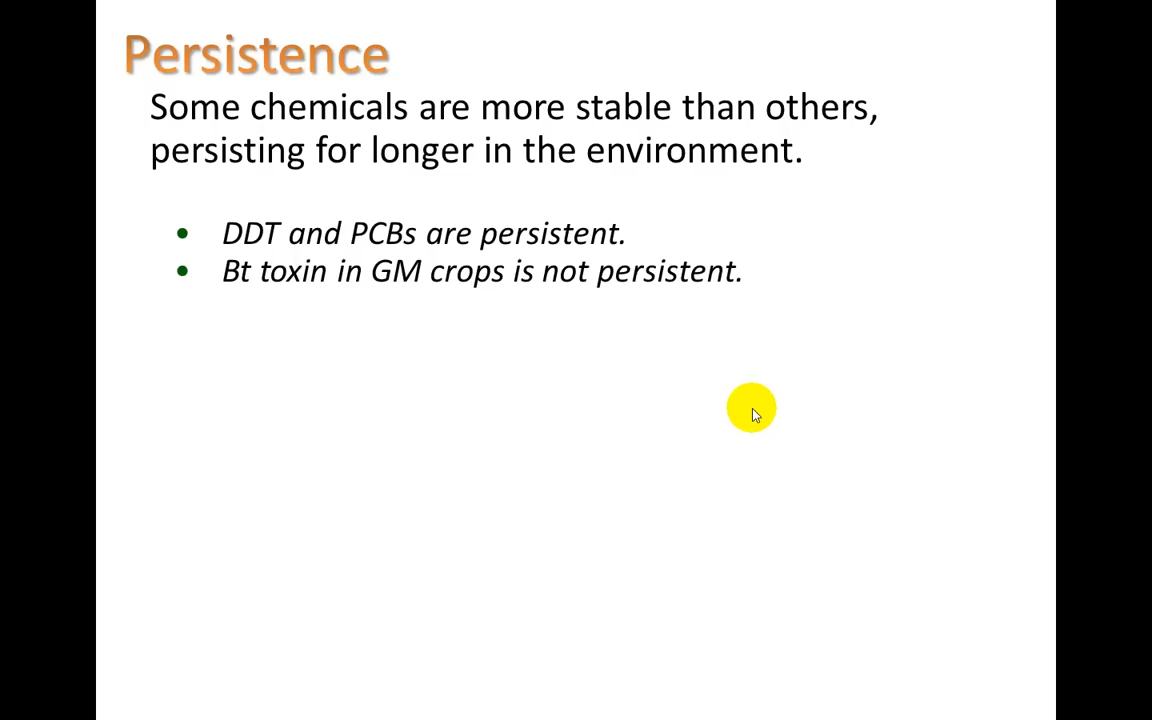 Persistence
Some chemicals are more stable than others,
persisting for longer in the environment.
• DDT and PCBs are persistent.
• Bt toxin in GM crops is not persistent.